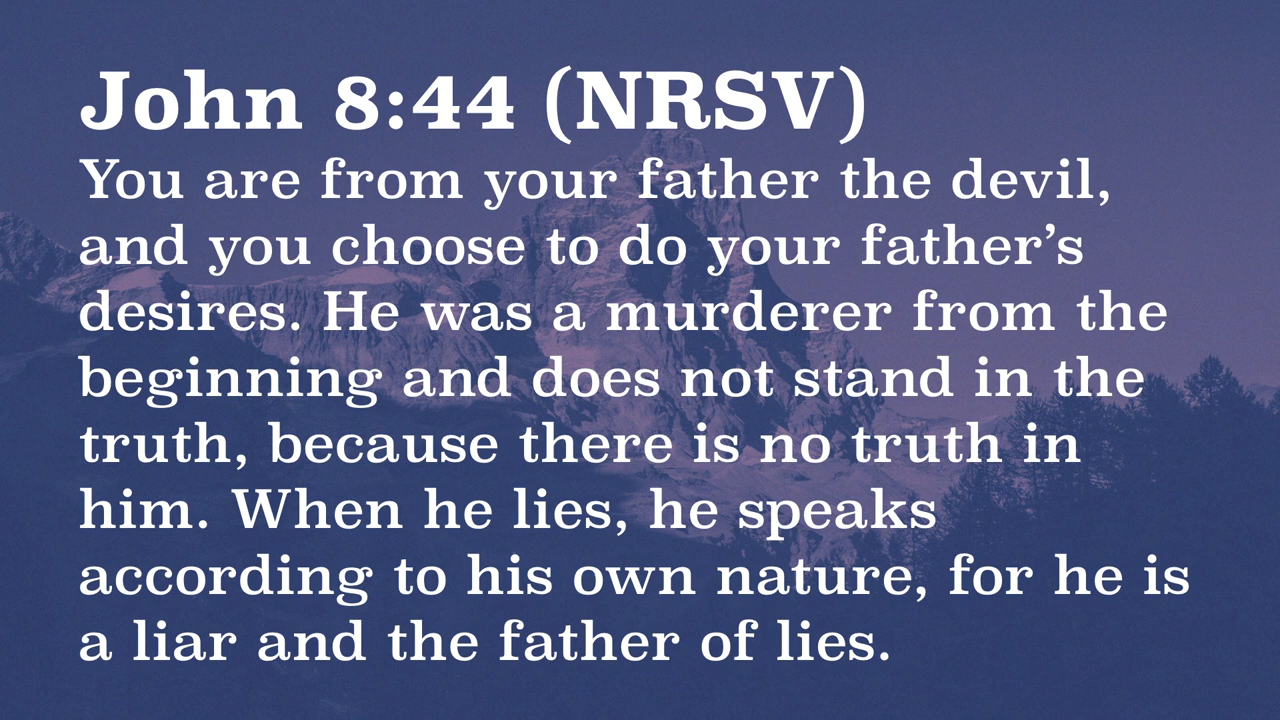 John 8:44 (NRSV)
You are from your father the devil,
and you choose to do your father’s
desires. He was a murderer from the
beginning and does not stand in the
truth, because there is no truth in
him. When he lies, he speaks
according to his own nature, for he is
a liar and the father of lies.